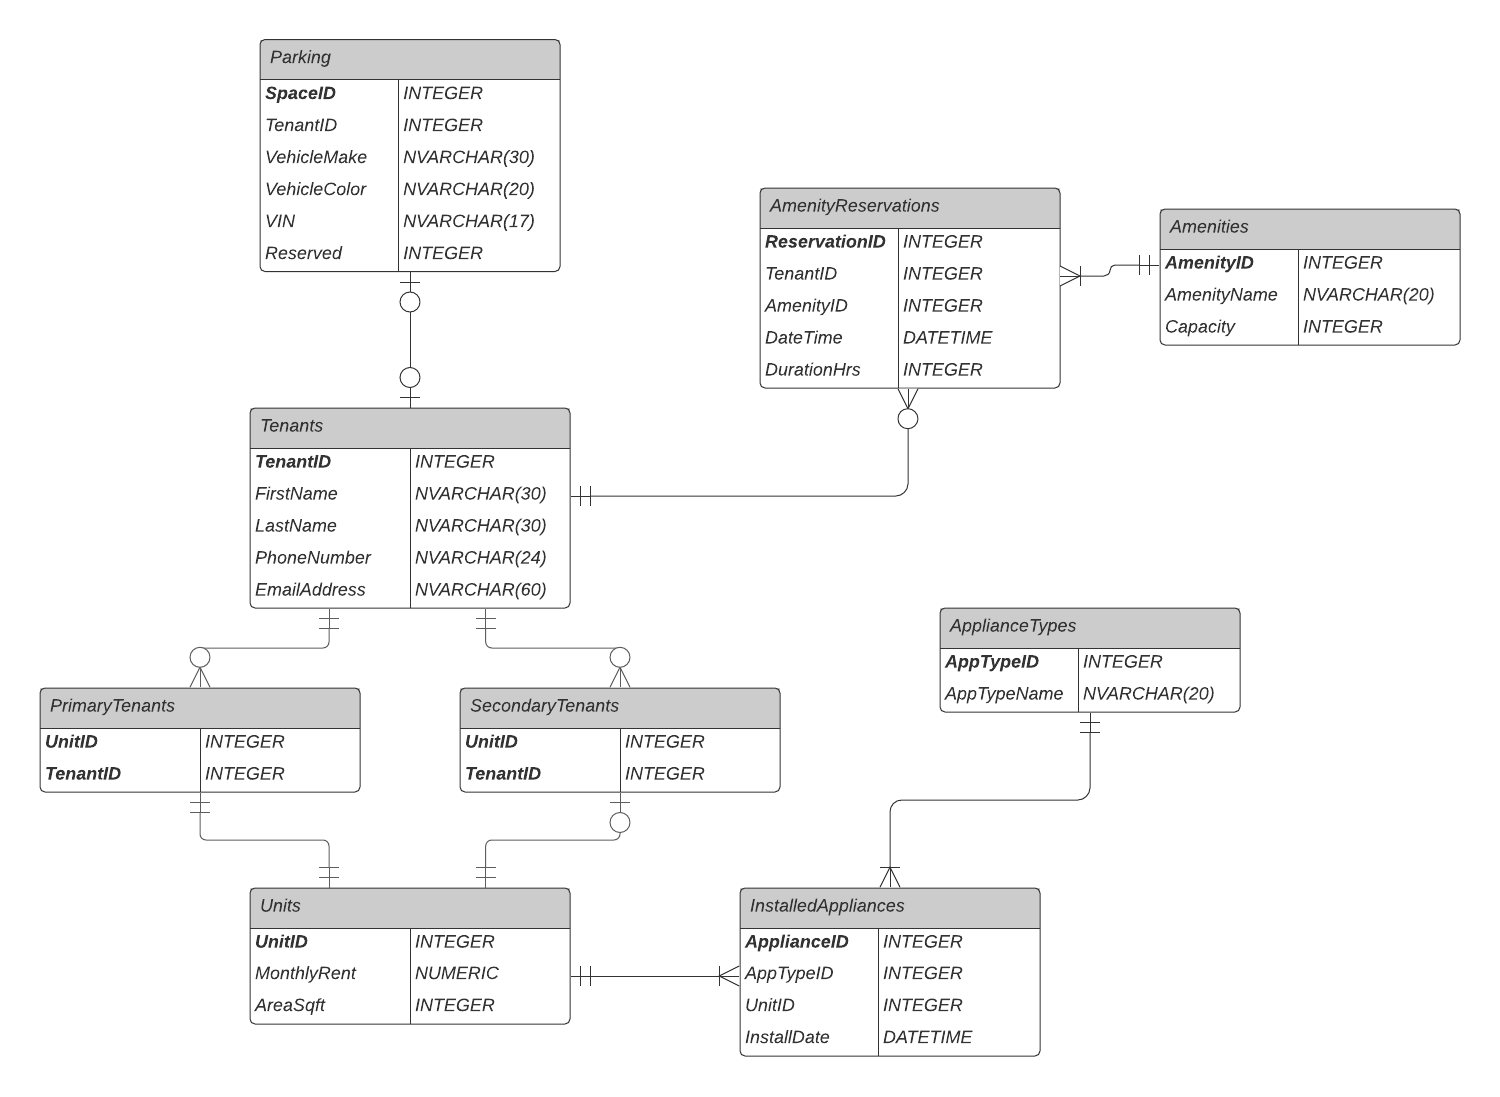 Parking
SpaceID INTEGER
TenantID INTEGER
VehicleMake NVARCHAR(30)
VehicleColor NVARCHAR(20)
VIN NVARCHAR(17)
Reserved INTEGER
AmenityReservations
ReservationID INTEGER
TenantID INTEGER
AmenityID INTEGER
DateTime DATETIME
DurationHrs INTEGER
Amenities
AmenityID INTEGER
AmenityName NVARCHAR(20)
Capacity INTEGER
Tenants
TenantID INTEGER
FirstName NVARCHAR(30)
LastName NVARCHAR(30)
PhoneNumber NVARCHAR(24)
EmailAddress NVARCHAR(60)
ApplianceTypes
AppTypeID INTEGER
AppTypeName NVARCHAR(20)
PrimaryTenants
UnitID INTEGER
TenantID INTEGER
SecondaryTenants
UnitID INTEGER
TenantID INTEGER
Units
UnitID INTEGER
MonthlyRent NUMERIC
AreaSqft INTEGER
InstalledAppliances
ApplianceID INTEGER
AppTypeID INTEGER
UnitID INTEGER
InstallDate DATETIME